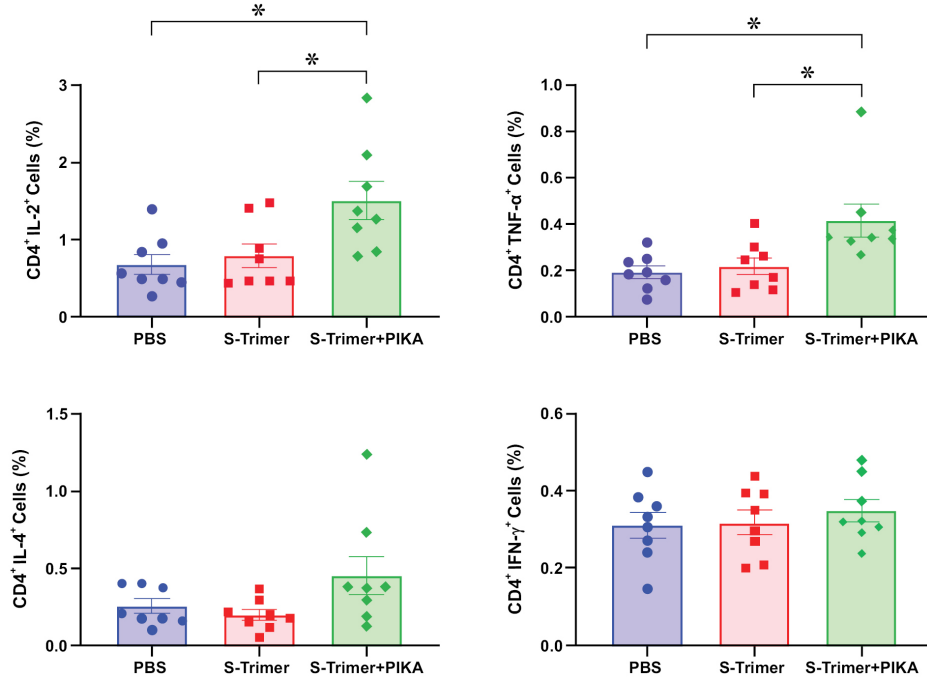 *
*
CD4⁺ IL-2⁺ Cells (%)
3
2
1
0
PBS
S-Trimer
S-Trimer+PIKA
*
*
CD4⁺ TNF-α⁺ Cells (%)
1.0
0.8
0.6
0.4
0.2
0.0
PBS
S-Trimer
S-Trimer+PIKA
CD4⁺ IL-4⁺ Cells (%)
1.5
1.0
0.5
0.0
PBS
S-Trimer
S-Trimer+PIKA
CD4⁺ IFN-γ⁺ Cells (%)
0.6
0.4
0.2
0.0
PBS
S-Trimer
S-Trimer+PIKA